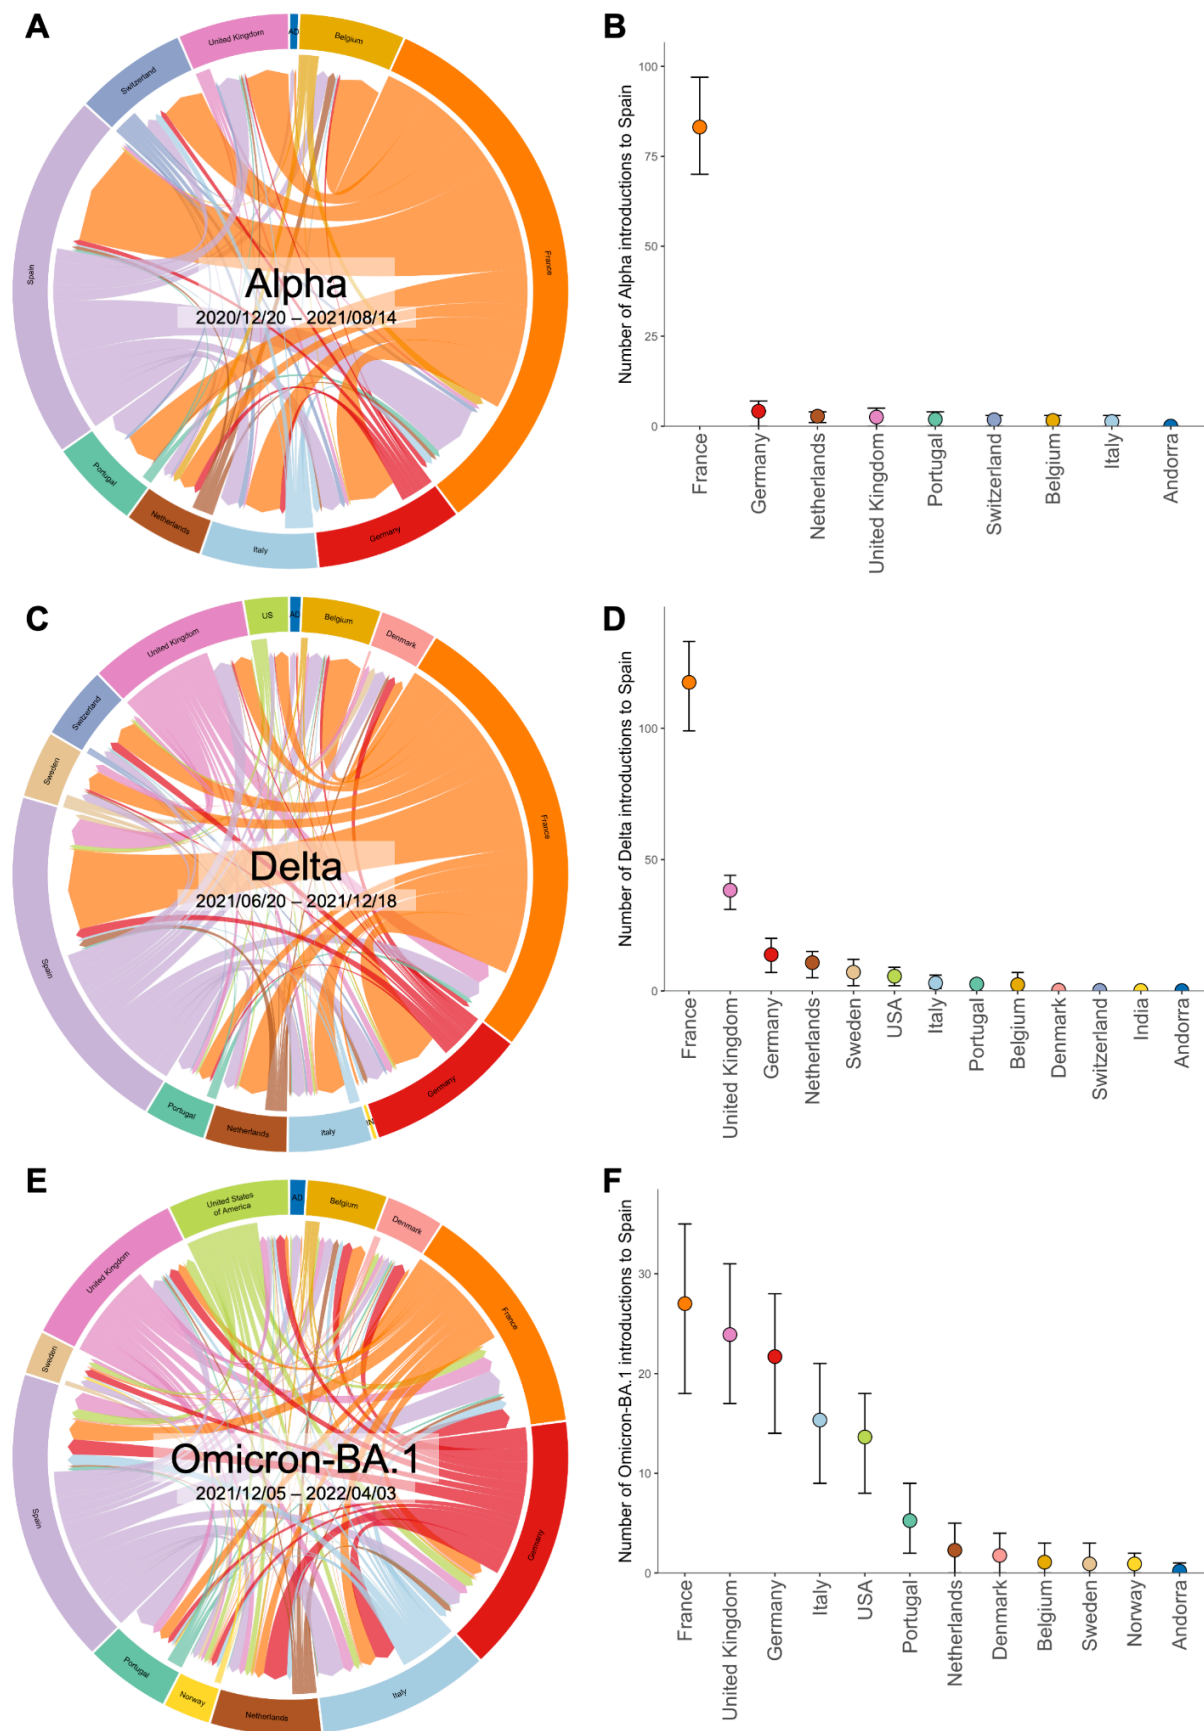 A
AD
Belgium
France
Germany
Italy
Netherlands
Portugal
Spain
Switzerland
United Kingdom
Alpha
2020/12/20 – 2021/08/14
B
Number of Alpha introductions to Spain
100
75
50
25
0
France
Germany
Netherlands
United Kingdom
Portugal
Switzerland
Belgium
Italy
Andorra
C
US
AD
Belgium
Denmark
France
Germany
IN
Italy
Netherlands
Portugal
Spain
Sweden
Switzerland
United Kingdom
Delta
2021/06/20 – 2021/12/18
D
Number of Delta introductions to Spain
100
50
0
France
United Kingdom
Germany
Netherlands
Sweden
USA
Italy
Portugal
Belgium
Denmark
Switzerland
India
Andorra
E
United States
of America
AD
Belgium
Denmark
France
Germany
Italy
Netherlands
Norway
Portugal
Spain
Sweden
United Kingdom
Omicron-BA.1
2021/12/05 – 2022/04/03
F
Number of Omicron-BA.1 introductions to Spain
30
20
10
0
France
United Kingdom
Germany
Italy
USA
Portugal
Netherlands
Denmark
Belgium
Sweden
Norway
Andorra